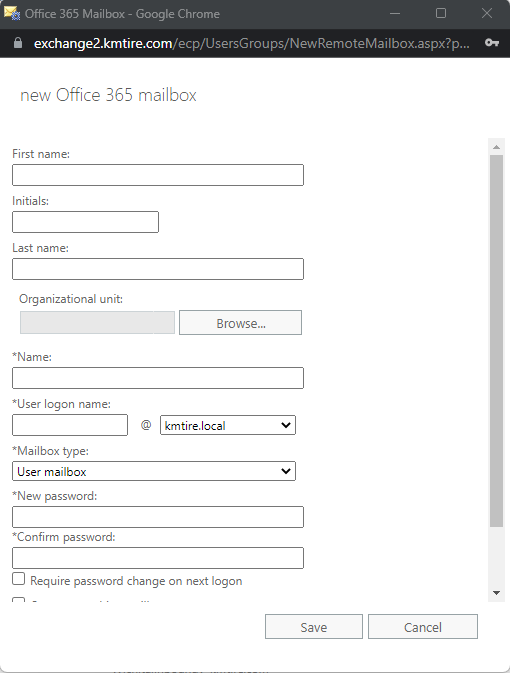 Office 365 Mailbox - Google Chrome
exchange2.kmtire.com/ecp/UsersGroups/NewRemoteMailbox.aspx?p...
new Office 365 mailbox
First name:
Initials:
Last name:
Organizational unit:
Browse...
*Name:
*User logon name:
@ kmtire.local
*Mailbox type:
User mailbox
*New password:
*Confirm password:
Require password change on next logon
Save Cancel